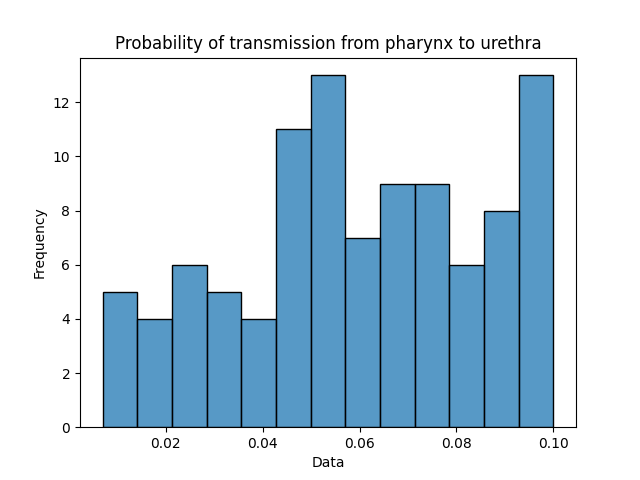 Probability of transmission from pharynx to urethra
12
10
8
6
4
2
0
Frequency
0.02 0.04 0.06 0.08 0.10
Data